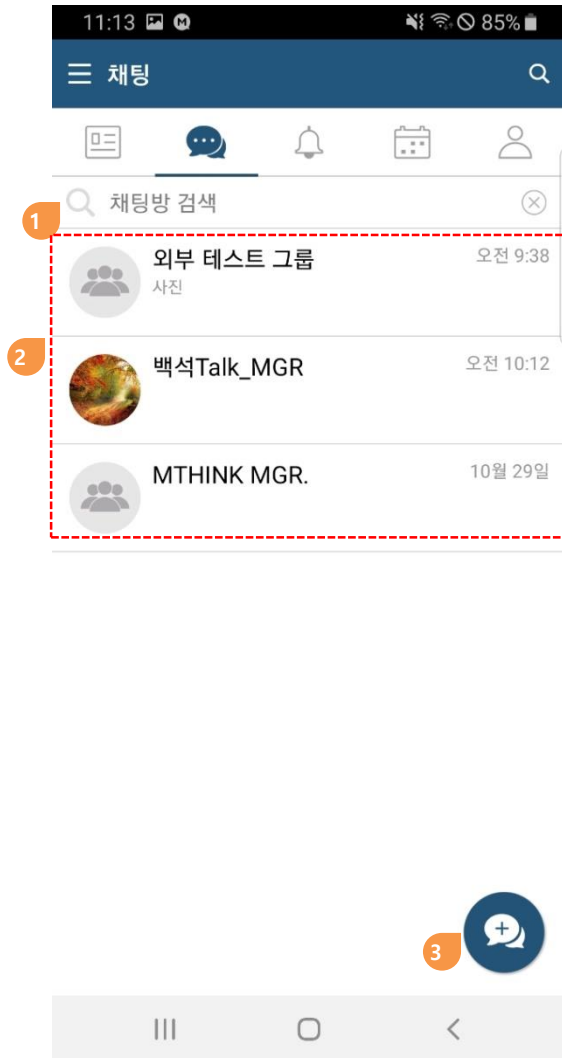 11:13 85%
채팅
채팅방 검색
1
외부 테스트 그룹 오전 9:38
사진
2
백석Talk_MGR 오전 10:12
MTHINK MGR. 10월 29일
3